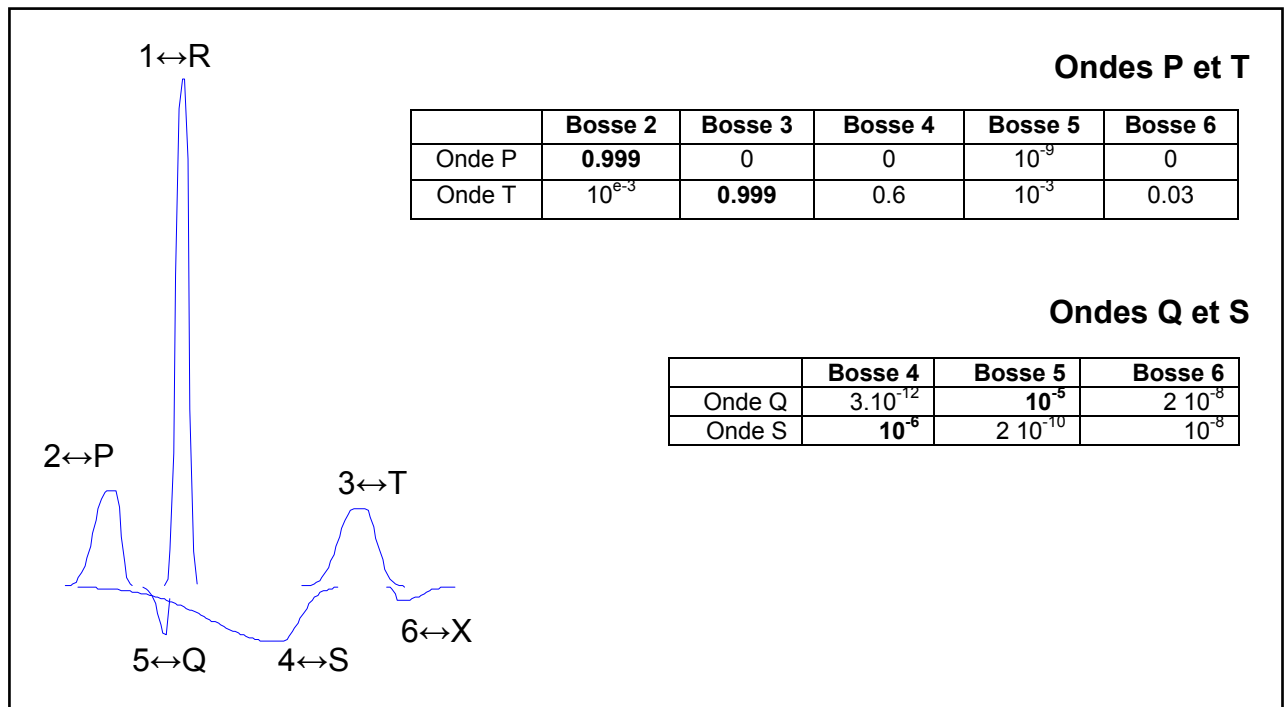 1↔R
Ondes P et T
Bosse 2 Bosse 3 Bosse 4 Bosse 5 Bosse 6
Onde P 0.999 0 0 10⁻⁹ 0
Onde T 10ᵉ⁻³ 0.999 0.6 10⁻³ 0.03
Ondes Q et S
Bosse 4 Bosse 5 Bosse 6
Onde Q 3.10⁻¹² 10⁻⁵ 2 10⁻⁸
Onde S 10⁻⁶ 2 10⁻¹⁰ 10⁻⁸
2↔P
3↔T
6↔X
5↔Q 4↔S